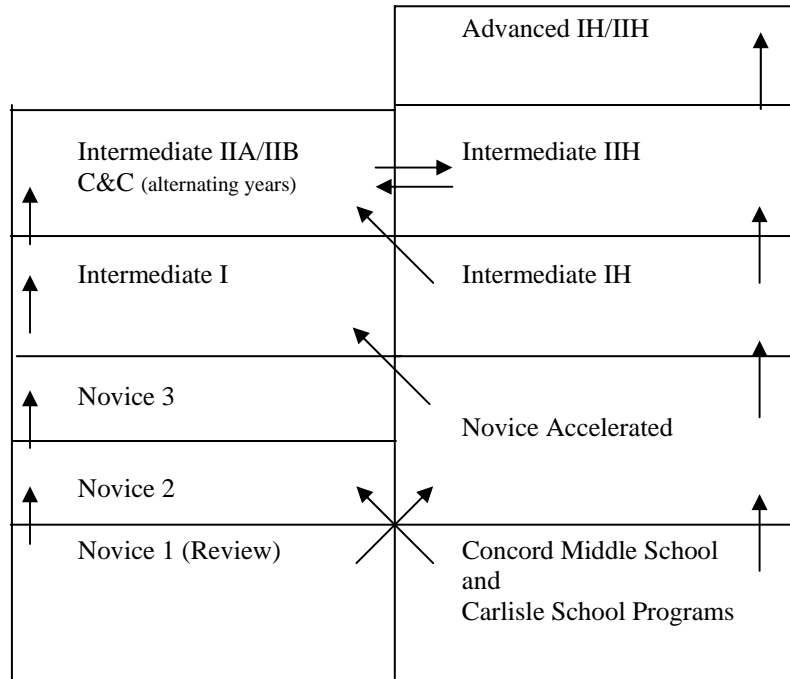 Advanced IH/IIH
Intermediate IIA/IIB
C&C (alternating years)
Intermediate IIH
Intermediate I
Intermediate IH
Novice 3
Novice Accelerated
Novice 2
Novice 1 (Review)
Concord Middle School
and
Carlisle School Programs